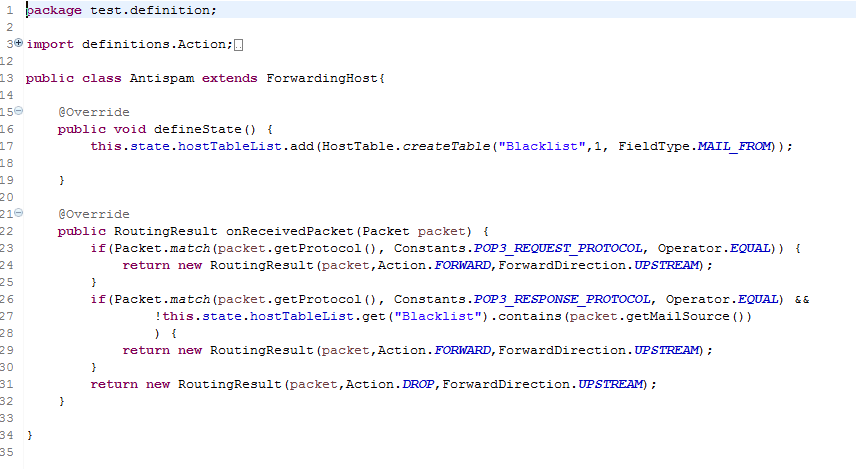 1 package test.definition;
2
3 import definitions.Action;
12
13 public class Antispam extends ForwardingHost{
14
15     @Override
16     public void defineState() {
17         this.state.hostTableList.add(HostTable.createTable("Blacklist",1, FieldType.MAIL_FROM));
18
19     }
20
21     @Override
22     public RoutingResult onReceivedPacket(Packet packet) {
23         if(Packet.match(packet.getProtocol(), Constants.POP3_REQUEST_PROTOCOL, Operator.EQUAL)) {
24             return new RoutingResult(packet,Action.FORWARD,ForwardDirection.UPSTREAM);
25         }
26         if(Packet.match(packet.getProtocol(), Constants.POP3_RESPONSE_PROTOCOL, Operator.EQUAL) &&
27                 !this.state.hostTableList.get("Blacklist").contains(packet.getMailSource())
28                 ) {
29             return new RoutingResult(packet,Action.FORWARD,ForwardDirection.UPSTREAM);
30         }
31         return new RoutingResult(packet,Action.DROP,ForwardDirection.UPSTREAM);
32     }
33
34 }
35